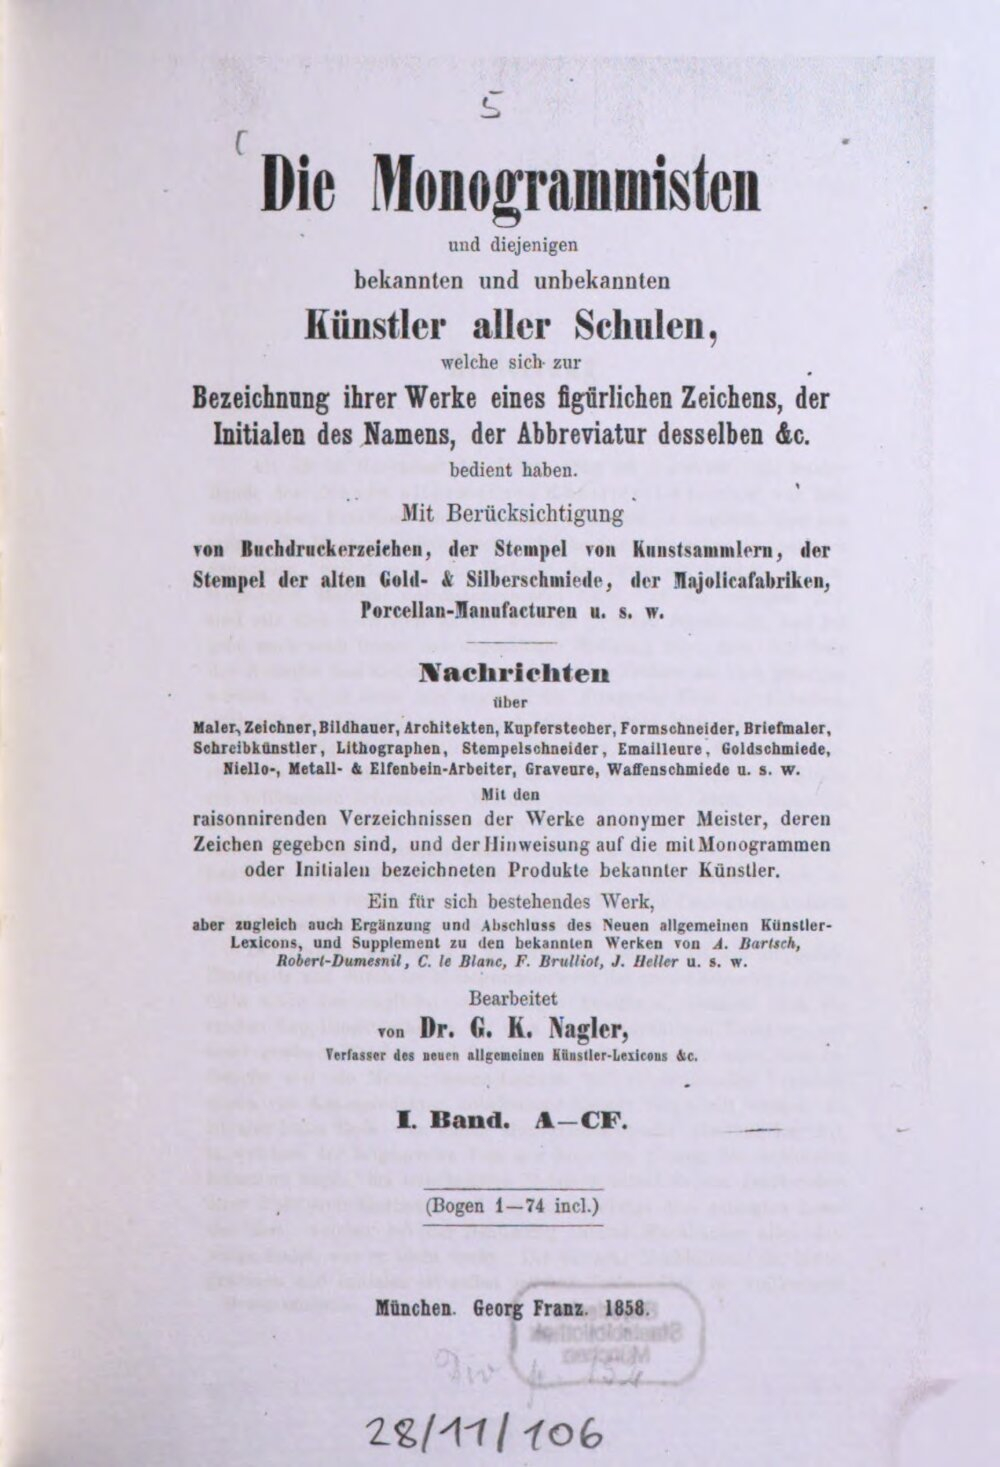 5
Die Monogrammisten
und diejenigen
bekannten und unbekannten
Künstler aller Schulen,
welche sich zur
Bezeichnung ihrer Werke eines figürlichen Zeichens, der
Initialen des Namens, der Abbreviatur desselben &c.
bedient haben.
Mit Berücksichtigung
von Buchdruckerzeichen, der Stempel von Kunstsammlern, der
Stempel der alten Gold- & Silberschmiede, der Majolicafabriken,
Porcellan-Manufacturen u. s. w.
Nachrichten
über
Maler, Zeichner, Bildhauer, Architekten, Kupferstecher, Formschneider, Briefmaler,
Schreibkünstler, Lithographen, Stempelschneider, Emailleure, Goldschmiede,
Niello-, Metall- & Elfenbein-Arbeiter, Graveure, Waffenschmiede u. s. w.
Mit den
raisonnirenden Verzeichnissen der Werke anonymer Meister, deren
Zeichen gegeben sind, und der Hinweisung auf die mit Monogrammen
oder Initialen bezeichneten Produkte bekannter Künstler.
Ein für sich bestehendes Werk,
aber zugleich auch Ergänzung und Abschluss des Neuen allgemeinen Künstler-
Lexicons, und Supplement zu den bekannten Werken von A. Bartsch,
Robert-Dumesnil, C. le Blanc, F. Brulliot, J. Heller u. s. w.
Bearbeitet
von Dr. G. K. Nagler,
Verfasser des neuen allgemeinen Künstler-Lexicons &c.
I. Band. A—CF.
(Bogen 1—74 incl.)
München. Georg Franz. 1858.
Staatsbibliothek
München
28/11/106